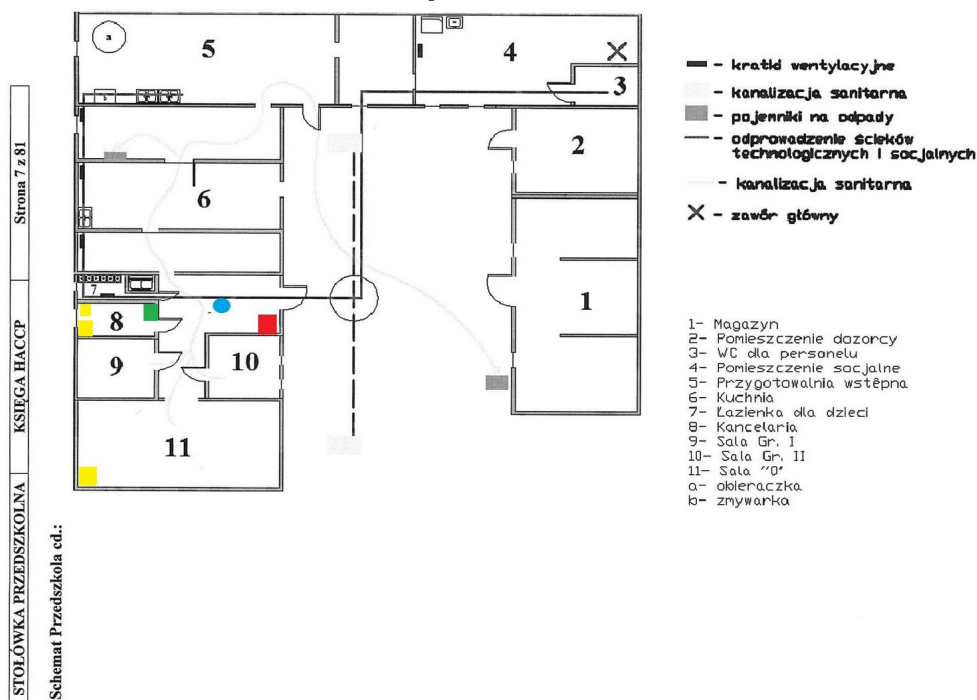 Strona 7 z 81
KSIĘGA HACCP
STOŁÓWKA PRZEDSZKOLNA
Schemat Przedszkola cd.:
a
5
4
3
2
6
1
7
8
9
10
11
- kratki wentylacyjne
- kanalizacja sanitarna
- pojemniki na odpady
- odprowadzenie ścieków
technologicznych i socjalnych
- kanalizacja sanitarna
- zawór główny
1- Magazyn
2- Pomieszczenie dozorcy
3- WC dla personelu
4- Pomieszczenie socjalne
5- Przygotowalnia wstępna
6- Kuchnia
7- Łazienka dla dzieci
8- Kancelaria
9- Sala Gr. I
10- Sala Gr. II
11- Sala "0"
a- obieraczka
b- zmywarka